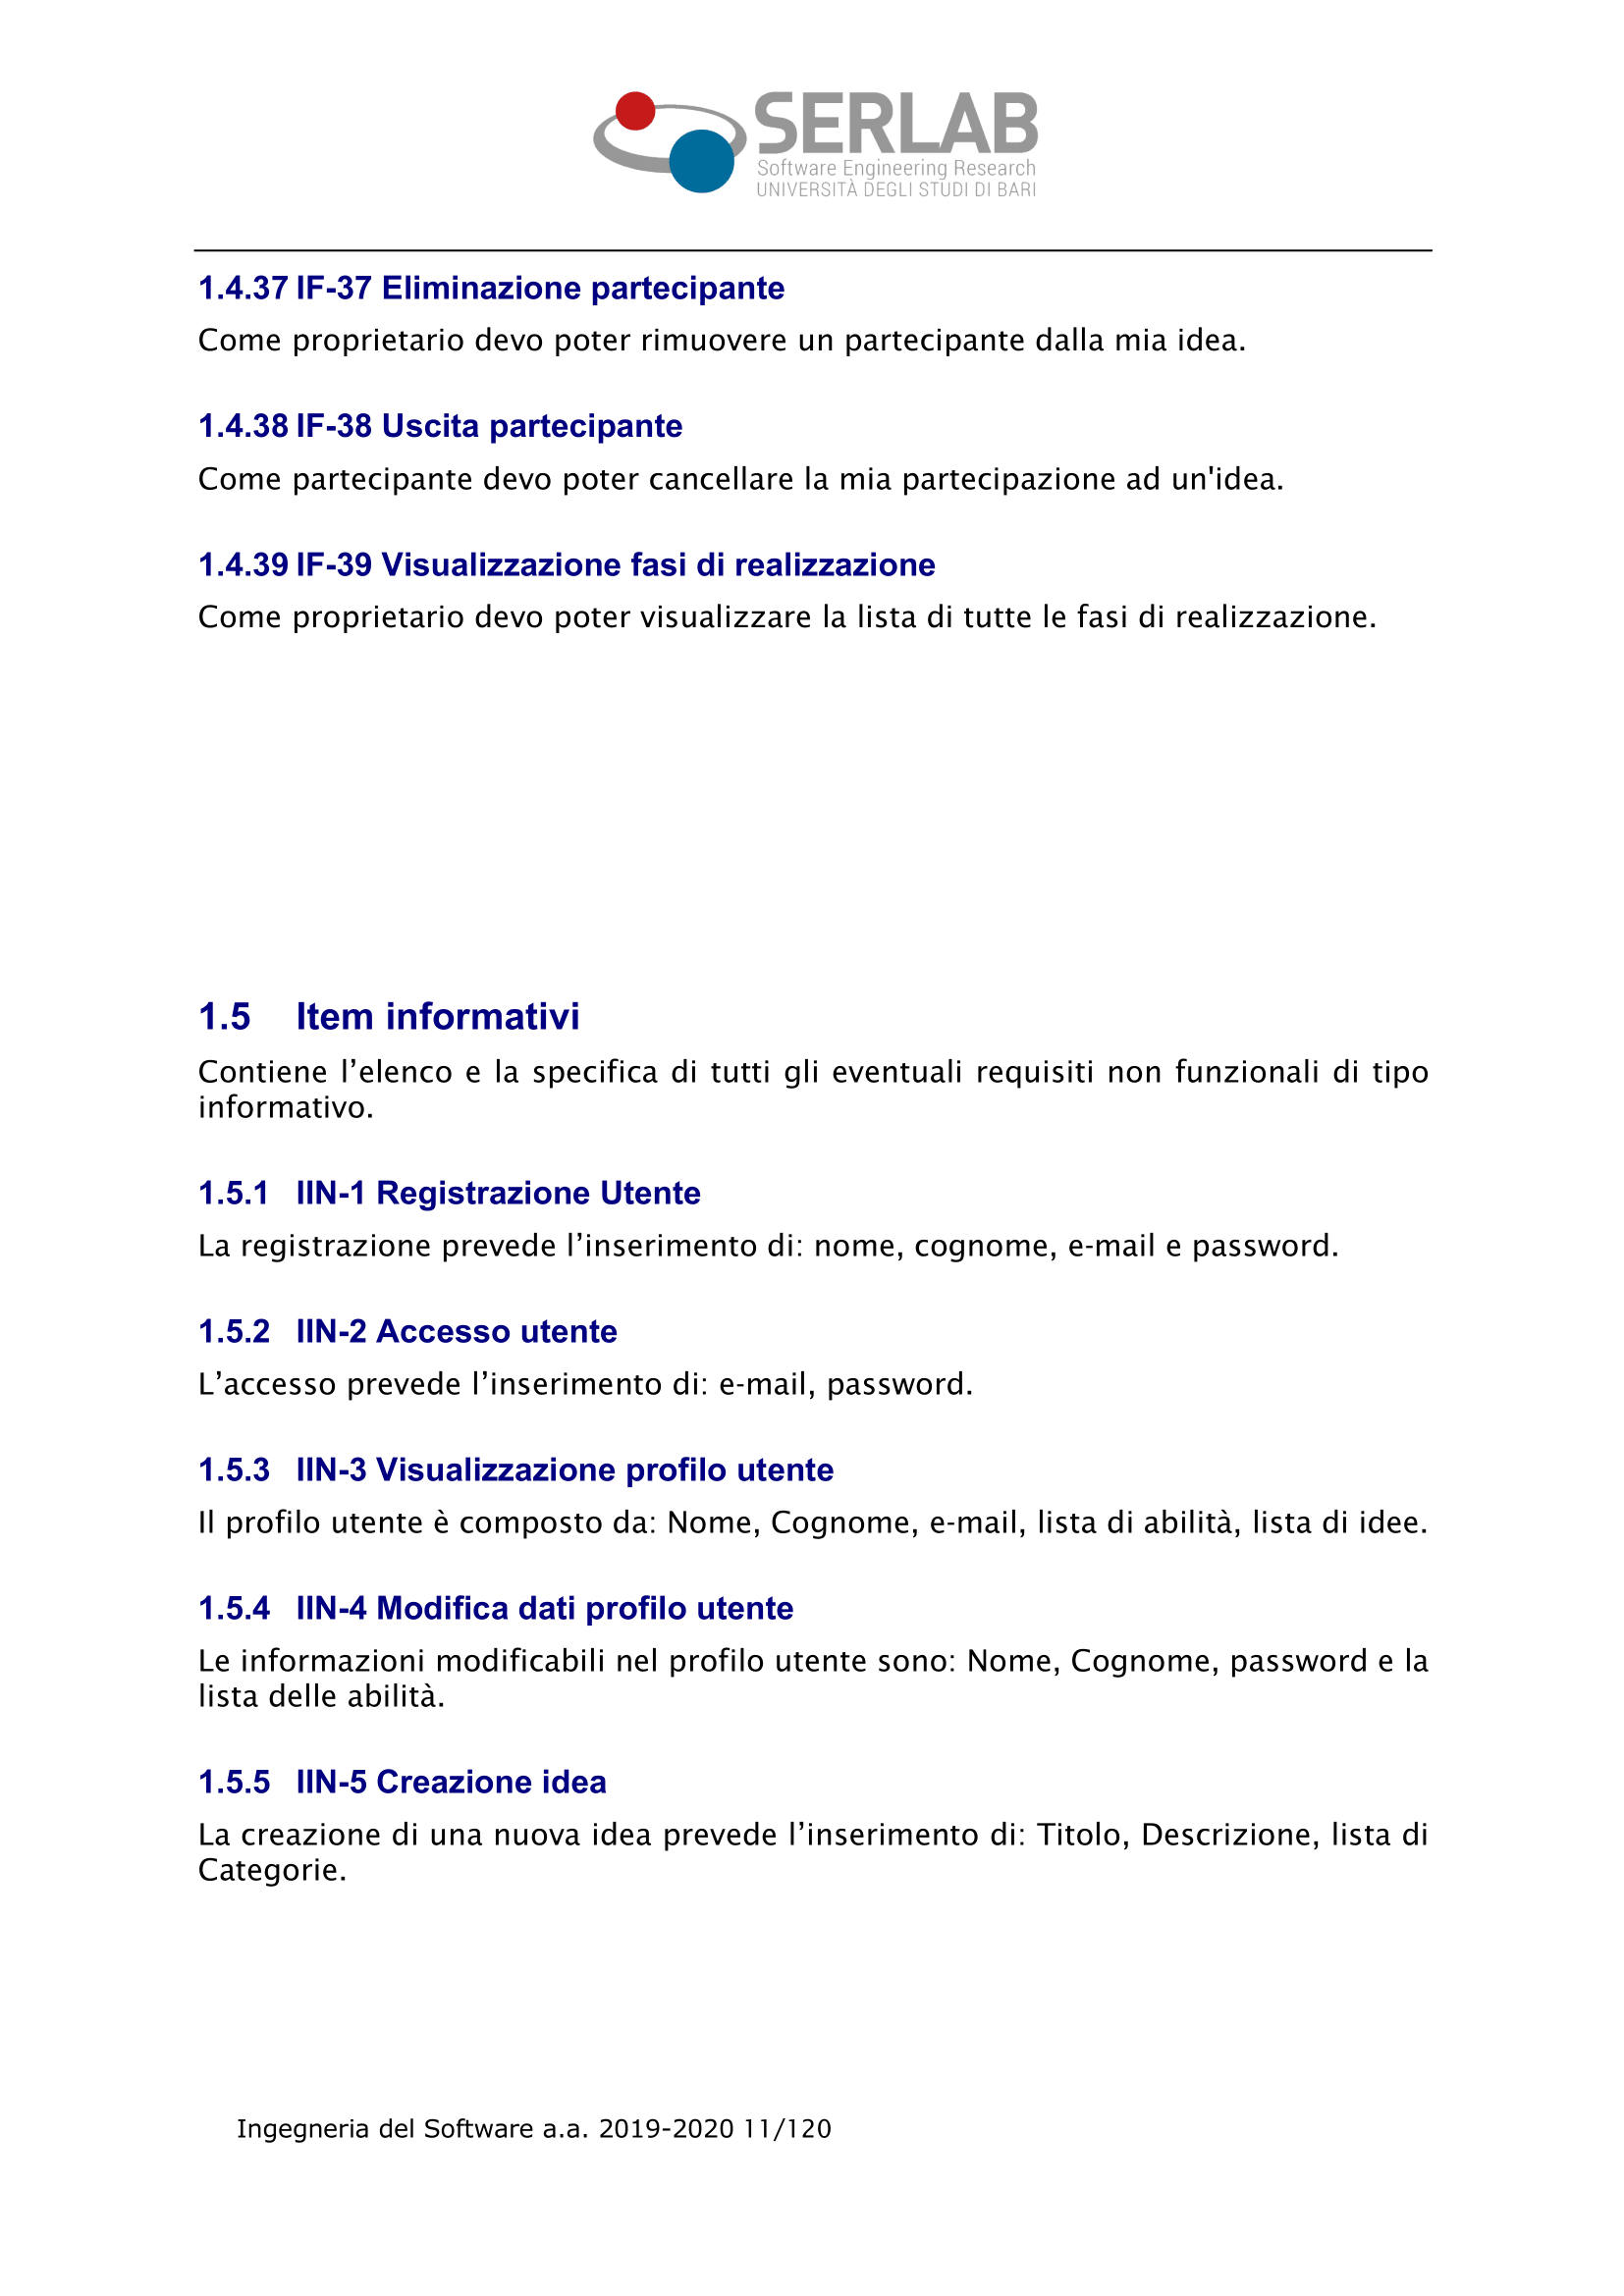 SERLAB
Software Engineering Research
UNIVERSITÀ DEGLI STUDI DI BARI
1.4.37 IF-37 Eliminazione partecipante
Come proprietario devo poter rimuovere un partecipante dalla mia idea.
1.4.38 IF-38 Uscita partecipante
Come partecipante devo poter cancellare la mia partecipazione ad un'idea.
1.4.39 IF-39 Visualizzazione fasi di realizzazione
Come proprietario devo poter visualizzare la lista di tutte le fasi di realizzazione.
1.5 Item informativi
Contiene l’elenco e la specifica di tutti gli eventuali requisiti non funzionali di tipo
informativo.
1.5.1 IIN-1 Registrazione Utente
La registrazione prevede l’inserimento di: nome, cognome, e-mail e password.
1.5.2 IIN-2 Accesso utente
L’accesso prevede l’inserimento di: e-mail, password.
1.5.3 IIN-3 Visualizzazione profilo utente
Il profilo utente è composto da: Nome, Cognome, e-mail, lista di abilità, lista di idee.
1.5.4 IIN-4 Modifica dati profilo utente
Le informazioni modificabili nel profilo utente sono: Nome, Cognome, password e la
lista delle abilità.
1.5.5 IIN-5 Creazione idea
La creazione di una nuova idea prevede l’inserimento di: Titolo, Descrizione, lista di
Categorie.
Ingegneria del Software a.a. 2019-2020 11/120